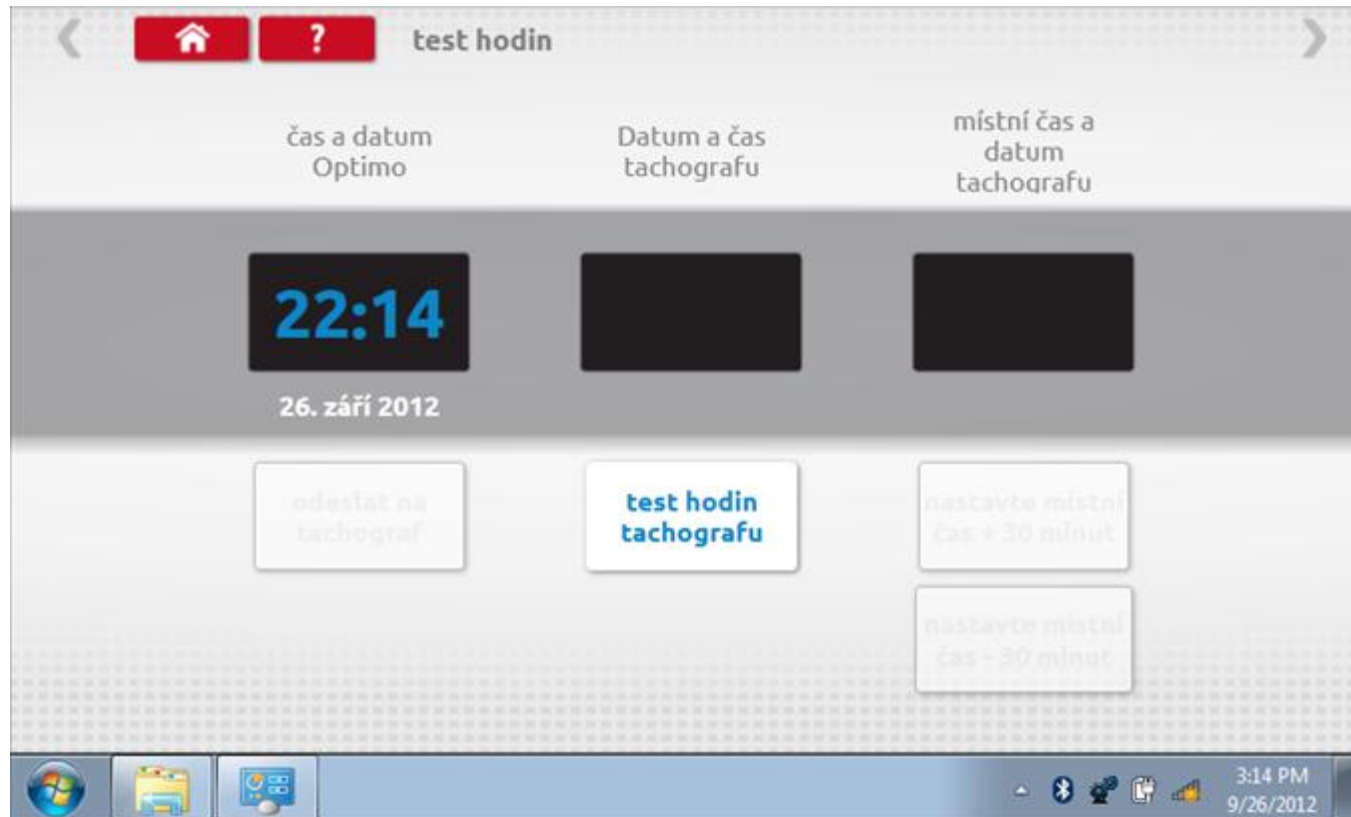 ? test hodin
čas a datum
Optimo
Datum a čas
tachografu
místní čas a
datum
tachografu
22:14
26. září 2012
odeslat na
tachograf
test hodin
tachografu
nastavte místní
čas + 30 minut
nastavte místní
čas - 30 minut
3:14 PM
9/26/2012